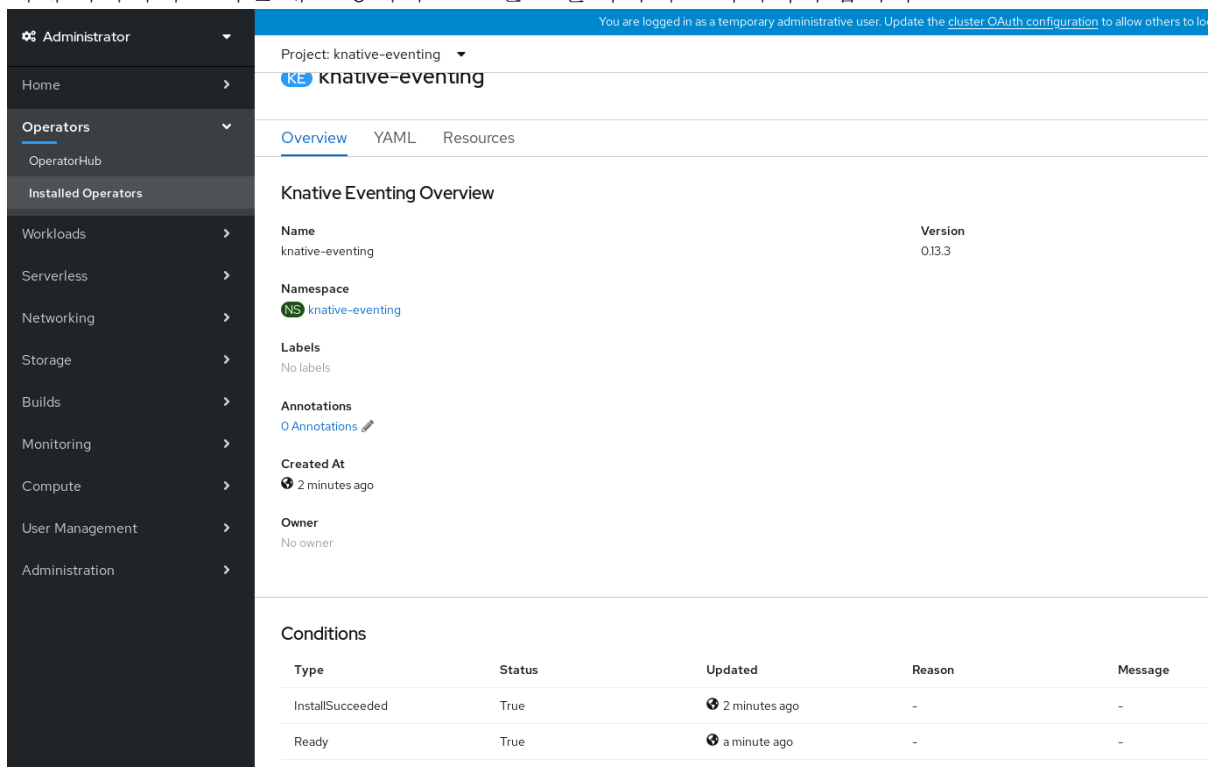 You are logged in as a temporary administrative user. Update the cluster OAuth configuration to allow others to lo
Administrator
Project: knative-eventing
KE knative-eventing
Home
Operators
OperatorHub
Installed Operators
Workloads
Serverless
Networking
Storage
Builds
Monitoring
Compute
User Management
Administration
Overview YAML Resources
Knative Eventing Overview
Name
knative-eventing
Version
0.13.3
Namespace
NS knative-eventing
Labels
No labels
Annotations
0 Annotations
Created At
2 minutes ago
Owner
No owner
Conditions
Type Status Updated Reason Message
InstallSucceeded True 2 minutes ago - -
Ready True a minute ago - -